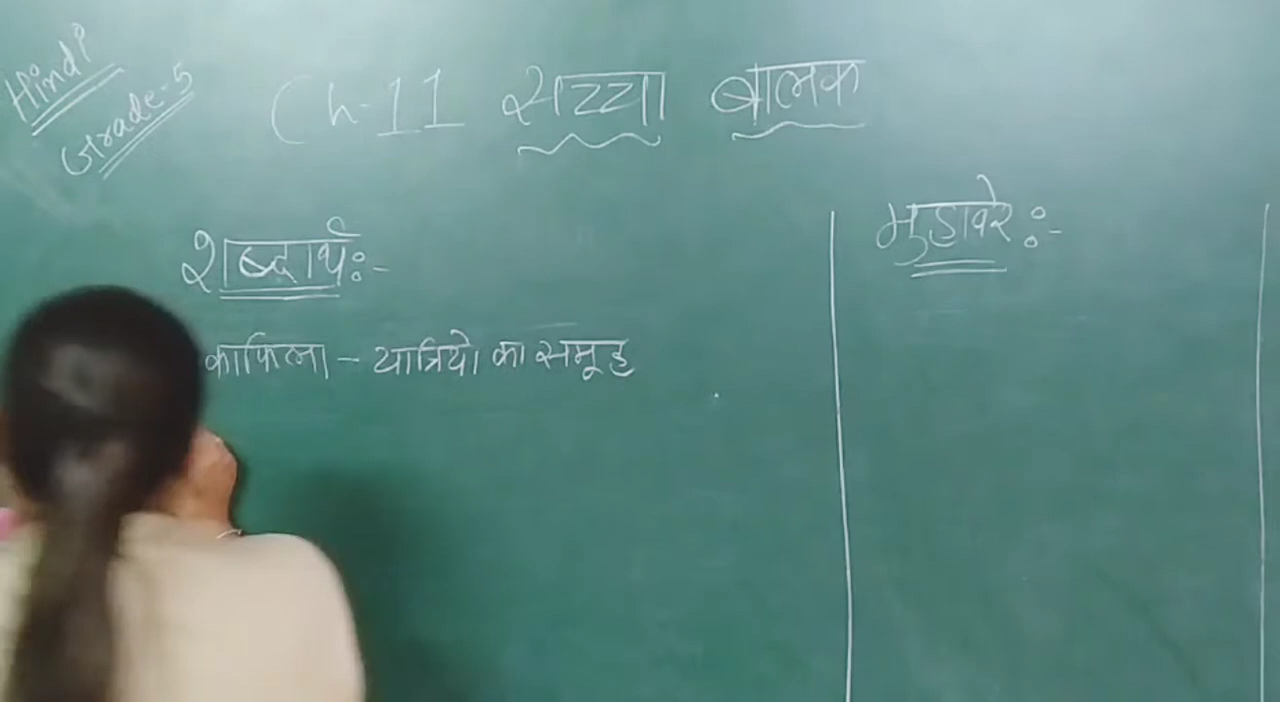 Hindi
Grade-5
Ch-11 सच्चा बालक
शब्दार्थ:-
काफिला - यात्रियो का समूह
मुहावरे:-